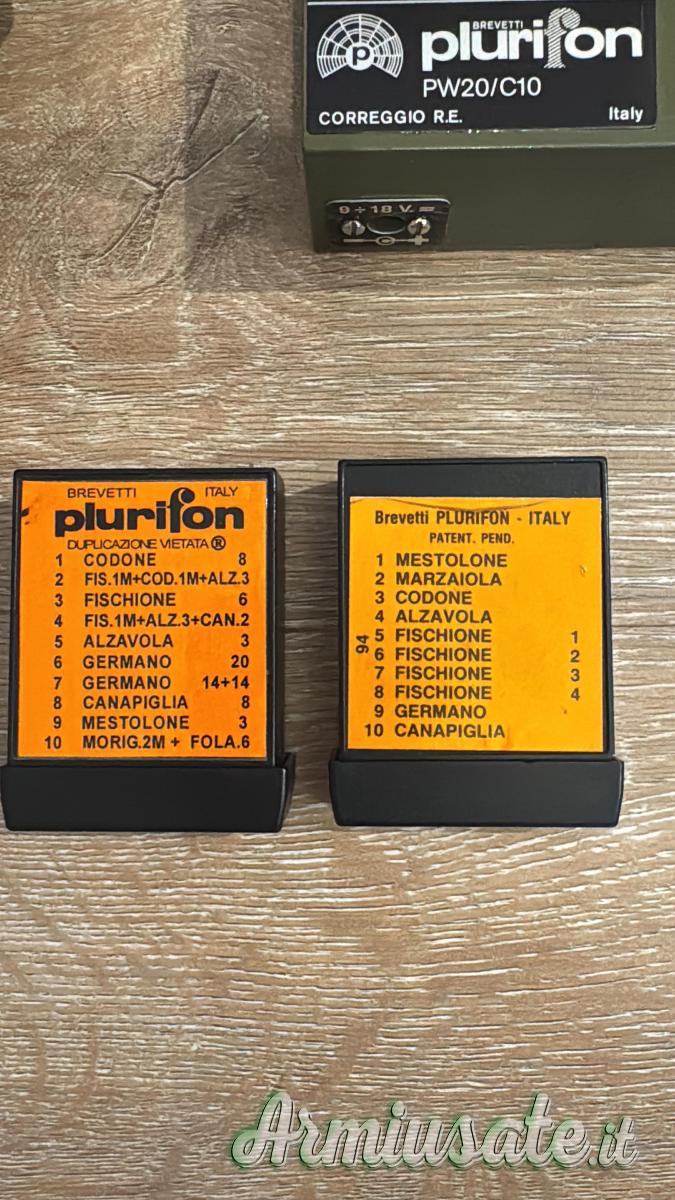 BREVETTI
plurifon
PW20/C10
CORREGGIO R.E. Italy
9÷18 V.
BREVETTI ITALY
plurifon
DUPLICAZIONE VIETATA ®
1 CODONE 8
2 FIS.1M+COD.1M+ALZ.3
3 FISCHIONE 6
4 FIS.1M+ALZ.3+CAN.2
5 ALZAVOLA 3
6 GERMANO 20
7 GERMANO 14+14
8 CANAPIGLIA 8
9 MESTOLONE 3
10 MORIG.2M + FOLA.6
Brevetti PLURIFON - ITALY
PATENT. PEND.
1 MESTOLONE
2 MARZAIOLA
3 CODONE
4 ALZAVOLA
5 FISCHIONE 1
6 FISCHIONE 2
7 FISCHIONE 3
8 FISCHIONE 4
9 GERMANO
10 CANAPIGLIA
94
Armiusate.it